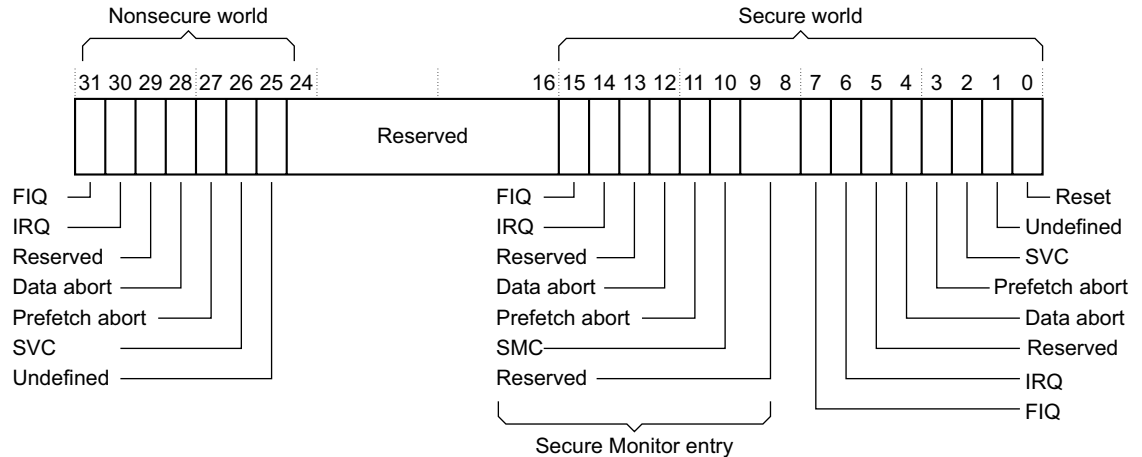 Nonsecure world Secure world
31 30 29 28 27 26 25 24 16 15 14 13 12 11 10 9 8 7 6 5 4 3 2 1 0
Reserved
FIQ FIQ Reset
IRQ IRQ Undefined
Reserved Reserved SVC
Data abort Data abort Prefetch abort
Prefetch abort Prefetch abort Data abort
SVC SMC Reserved
Undefined Reserved IRQ
FIQ
Secure Monitor entry